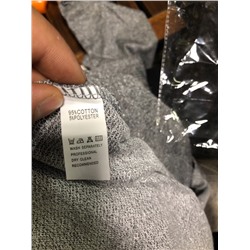 95%COTTON
5%POLYESTER
WASH SEPARATELY
PROFESSIONAL
DRY CLEAN
RECOMMENDED